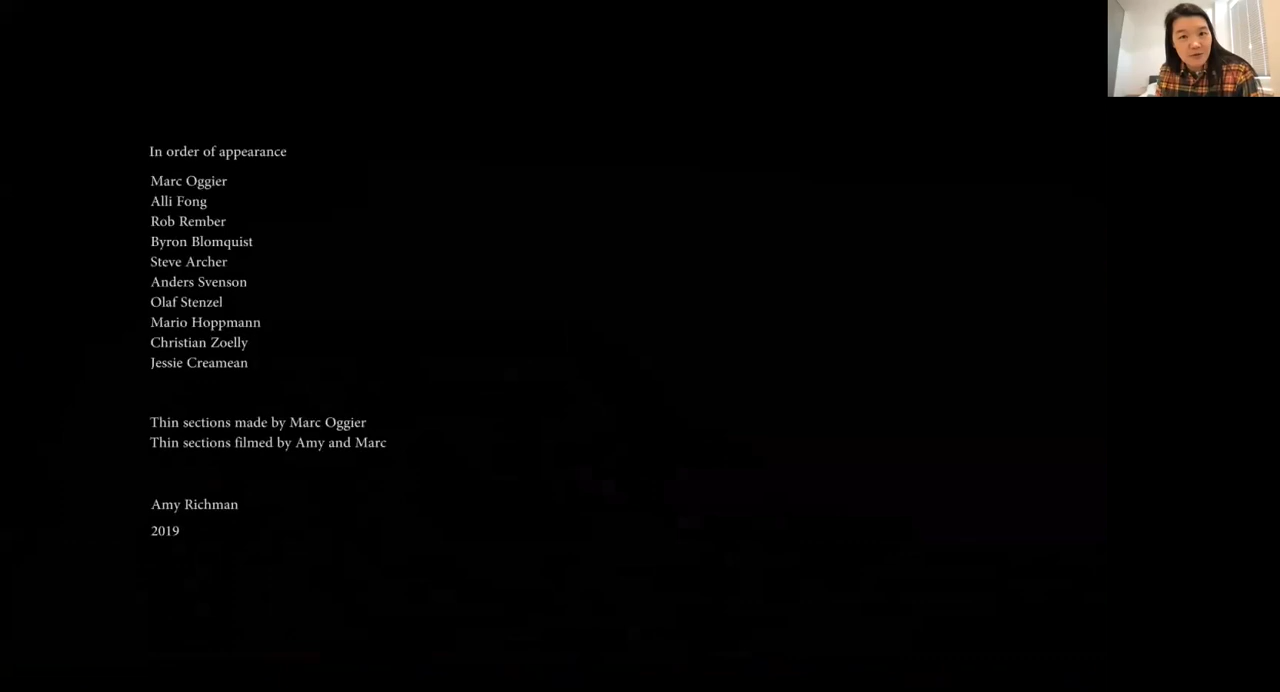 In order of appearance
Marc Oggier
Alli Fong
Rob Rember
Byron Blomquist
Steve Archer
Anders Svenson
Olaf Stenzel
Mario Hoppmann
Christian Zoelly
Jessie Creamean
Thin sections made by Marc Oggier
Thin sections filmed by Amy and Marc
Amy Richman
2019